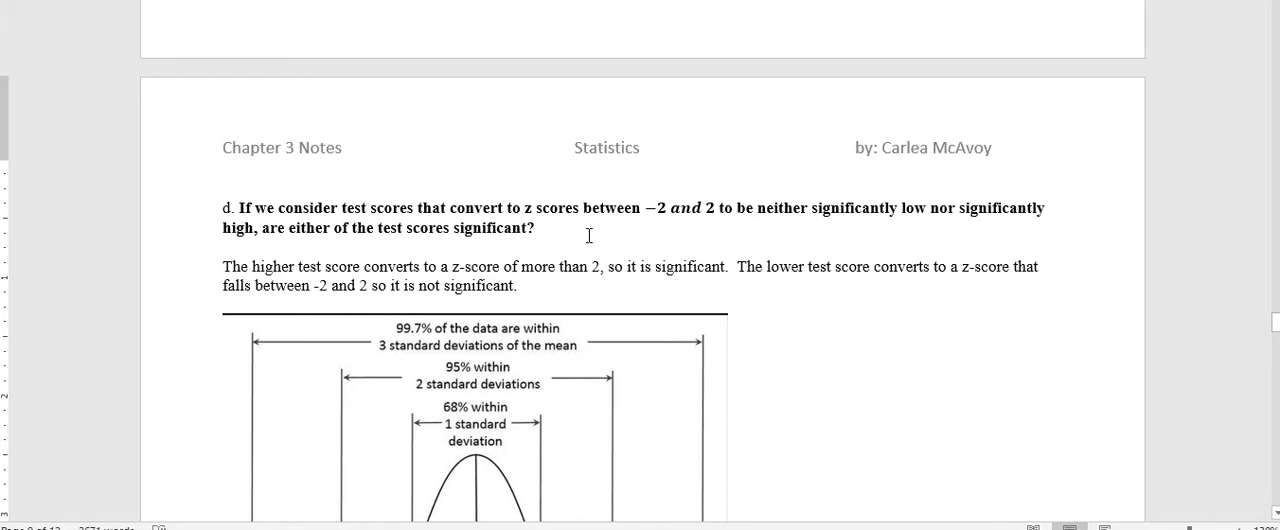 Chapter 3 Notes Statistics by: Carlea McAvoy
d. If we consider test scores that convert to z scores between −2 and 2 to be neither significantly low nor significantly
high, are either of the test scores significant?
The higher test score converts to a z-score of more than 2, so it is significant. The lower test score converts to a z-score that
falls between -2 and 2 so it is not significant.
99.7% of the data are within
3 standard deviations of the mean
95% within
2 standard deviations
68% within
1 standard
deviation